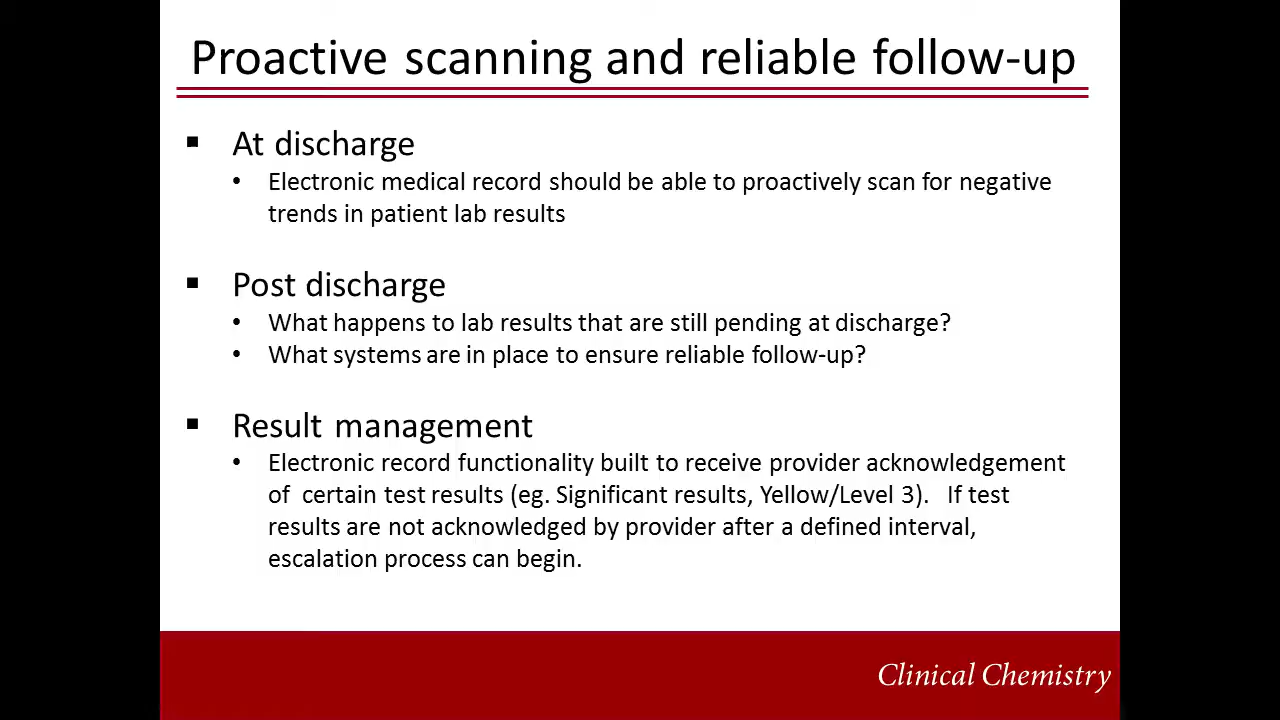 Proactive scanning and reliable follow-up
▪ At discharge
• Electronic medical record should be able to proactively scan for negative
trends in patient lab results
▪ Post discharge
• What happens to lab results that are still pending at discharge?
• What systems are in place to ensure reliable follow-up?
▪ Result management
• Electronic record functionality built to receive provider acknowledgement
of  certain test results (eg. Significant results, Yellow/Level 3).   If test
results are not acknowledged by provider after a defined interval,
escalation process can begin.
Clinical Chemistry